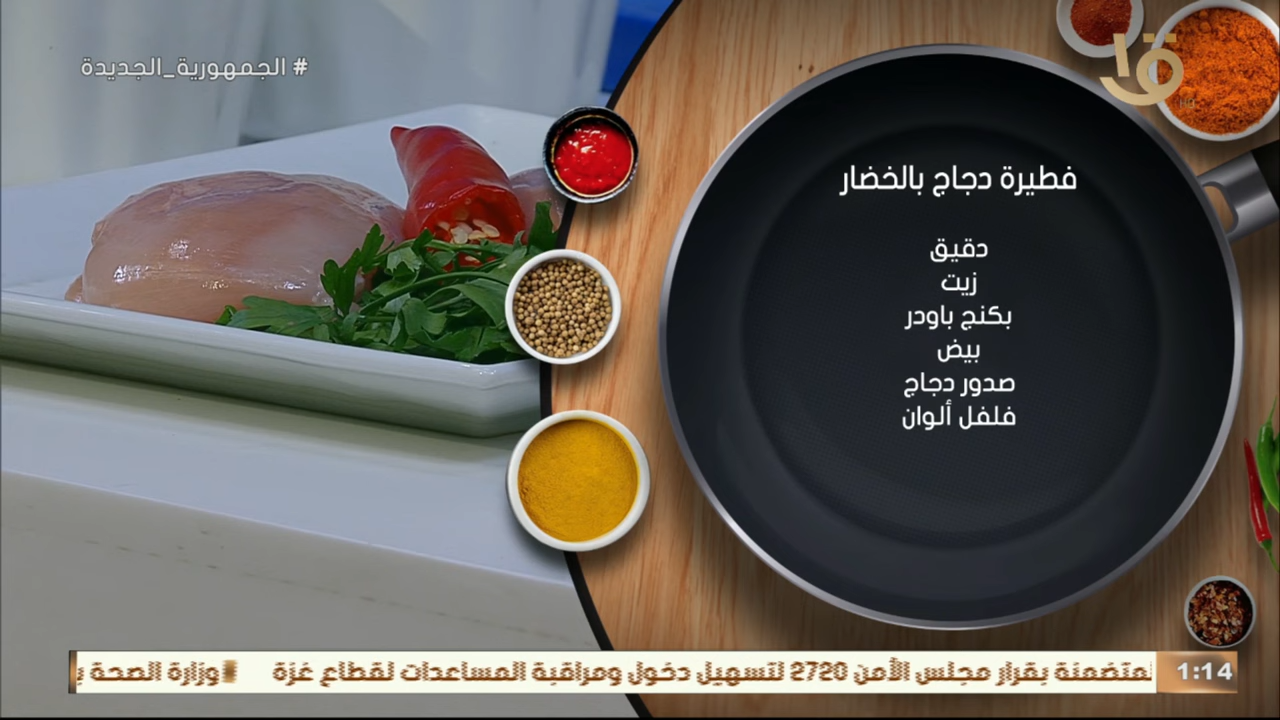 # الجمهورية_الجديدة
فطيرة دجاج بالخضار
دقيق
زيت
بكنج باودر
بيض
صدور دجاج
فلفل ألوان
1:14
لمتضمنة بقرار مجلس الأمن 2720 لتسهيل دخول ومراقبة المساعدات لقطاع غزة وزارة الصحة